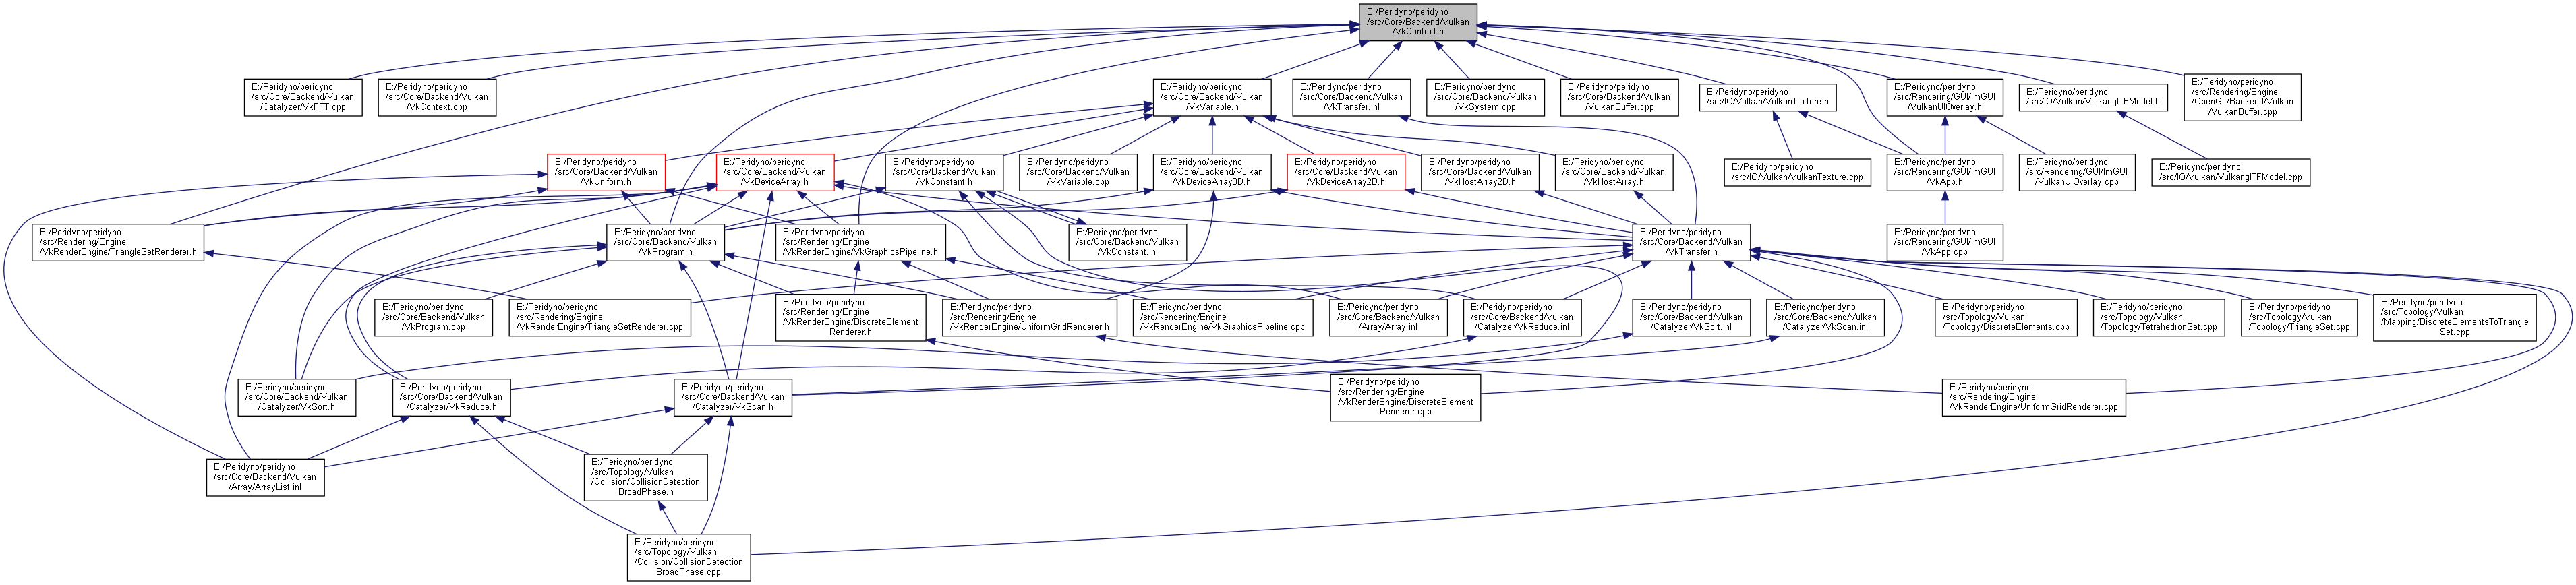 E:/Peridyno/peridyno
/src/Core/Backend/Vulkan
/VkContext.h
E:/Peridyno/peridyno
/src/Core/Backend/Vulkan
/Catalyzer/VkFFT.cpp
E:/Peridyno/peridyno
/src/Core/Backend/Vulkan
/VkContext.cpp
E:/Peridyno/peridyno
/src/Core/Backend/Vulkan
/VkVariable.h
E:/Peridyno/peridyno
/src/Core/Backend/Vulkan
/VkTransfer.inl
E:/Peridyno/peridyno
/src/Core/Backend/Vulkan
/VkSystem.cpp
E:/Peridyno/peridyno
/src/Core/Backend/Vulkan
/VulkanBuffer.cpp
E:/Peridyno/peridyno
/src/IO/Vulkan/VulkanTexture.h
E:/Peridyno/peridyno
/src/Rendering/GUI/ImGUI
/VulkanUIOverlay.h
E:/Peridyno/peridyno
/src/IO/Vulkan/VulkanglTFModel.h
E:/Peridyno/peridyno
/src/Rendering/Engine
/OpenGL/Backend/Vulkan
/VulkanBuffer.cpp
E:/Peridyno/peridyno
/src/Core/Backend/Vulkan
/VkUniform.h
E:/Peridyno/peridyno
/src/Core/Backend/Vulkan
/VkDeviceArray.h
E:/Peridyno/peridyno
/src/Core/Backend/Vulkan
/VkConstant.h
E:/Peridyno/peridyno
/src/Core/Backend/Vulkan
/VkVariable.cpp
E:/Peridyno/peridyno
/src/Core/Backend/Vulkan
/VkDeviceArray3D.h
E:/Peridyno/peridyno
/src/Core/Backend/Vulkan
/VkDeviceArray2D.h
E:/Peridyno/peridyno
/src/Core/Backend/Vulkan
/VkHostArray2D.h
E:/Peridyno/peridyno
/src/Core/Backend/Vulkan
/VkHostArray.h
E:/Peridyno/peridyno
/src/IO/Vulkan/VulkanTexture.cpp
E:/Peridyno/peridyno
/src/Rendering/GUI/ImGUI
/VkApp.h
E:/Peridyno/peridyno
/src/Rendering/GUI/ImGUI
/VulkanUIOverlay.cpp
E:/Peridyno/peridyno
/src/IO/Vulkan/VulkanglTFModel.cpp
E:/Peridyno/peridyno
/src/Rendering/Engine
/VkRenderEngine/TriangleSetRenderer.h
E:/Peridyno/peridyno
/src/Core/Backend/Vulkan
/VkProgram.h
E:/Peridyno/peridyno
/src/Rendering/Engine
/VkRenderEngine/VkGraphicsPipeline.h
E:/Peridyno/peridyno
/src/Core/Backend/Vulkan
/VkConstant.inl
E:/Peridyno/peridyno
/src/Core/Backend/Vulkan
/VkTransfer.h
E:/Peridyno/peridyno
/src/Rendering/GUI/ImGUI
/VkApp.cpp
E:/Peridyno/peridyno
/src/Core/Backend/Vulkan
/VkProgram.cpp
E:/Peridyno/peridyno
/src/Rendering/Engine
/VkRenderEngine/TriangleSetRenderer.cpp
E:/Peridyno/peridyno
/src/Rendering/Engine
/VkRenderEngine/DiscreteElement
Renderer.h
E:/Peridyno/peridyno
/src/Rendering/Engine
/VkRenderEngine/UniformGridRenderer.h
E:/Peridyno/peridyno
/src/Rendering/Engine
/VkRenderEngine/VkGraphicsPipeline.cpp
E:/Peridyno/peridyno
/src/Core/Backend/Vulkan
/Array/Array.inl
E:/Peridyno/peridyno
/src/Core/Backend/Vulkan
/Catalyzer/VkReduce.inl
E:/Peridyno/peridyno
/src/Core/Backend/Vulkan
/Catalyzer/VkSort.inl
E:/Peridyno/peridyno
/src/Core/Backend/Vulkan
/Catalyzer/VkScan.inl
E:/Peridyno/peridyno
/src/Topology/Vulkan
/Topology/DiscreteElements.cpp
E:/Peridyno/peridyno
/src/Topology/Vulkan
/Topology/TetrahedronSet.cpp
E:/Peridyno/peridyno
/src/Topology/Vulkan
/Topology/TriangleSet.cpp
E:/Peridyno/peridyno
/src/Topology/Vulkan
/Mapping/DiscreteElementsToTriangle
Set.cpp
E:/Peridyno/peridyno
/src/Core/Backend/Vulkan
/Catalyzer/VkSort.h
E:/Peridyno/peridyno
/src/Core/Backend/Vulkan
/Catalyzer/VkReduce.h
E:/Peridyno/peridyno
/src/Core/Backend/Vulkan
/Catalyzer/VkScan.h
E:/Peridyno/peridyno
/src/Rendering/Engine
/VkRenderEngine/DiscreteElement
Renderer.cpp
E:/Peridyno/peridyno
/src/Rendering/Engine
/VkRenderEngine/UniformGridRenderer.cpp
E:/Peridyno/peridyno
/src/Core/Backend/Vulkan
/Array/ArrayList.inl
E:/Peridyno/peridyno
/src/Topology/Vulkan
/Collision/CollisionDetection
BroadPhase.h
E:/Peridyno/peridyno
/src/Topology/Vulkan
/Collision/CollisionDetection
BroadPhase.cpp